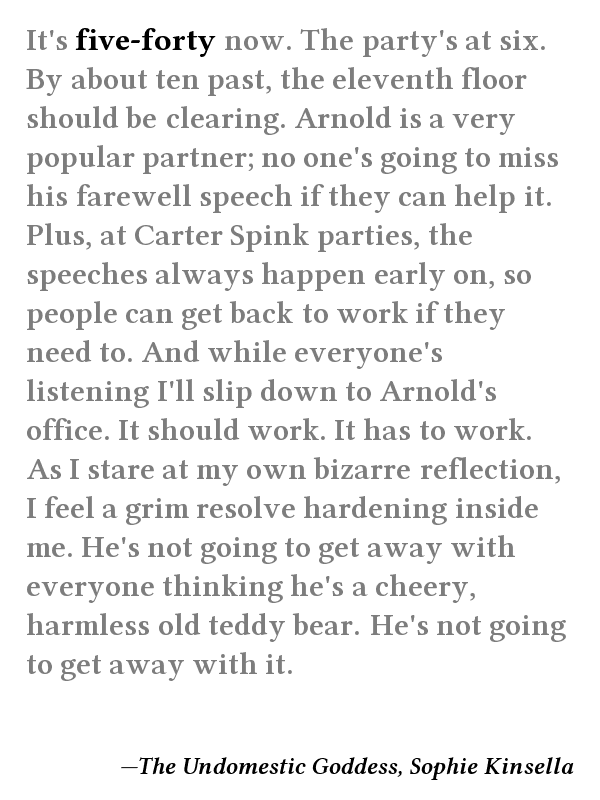 It's five-forty now. The party's at six.
By about ten past, the eleventh floor
should be clearing. Arnold is a very
popular partner; no one's going to miss
his farewell speech if they can help it.
Plus, at Carter Spink parties, the
speeches always happen early on, so
people can get back to work if they
need to. And while everyone's
listening I'll slip down to Arnold's
office. It should work. It has to work.
As I stare at my own bizarre reflection,
I feel a grim resolve hardening inside
me. He's not going to get away with
everyone thinking he's a cheery,
harmless old teddy bear. He's not going
to get away with it.
—The Undomestic Goddess, Sophie Kinsella